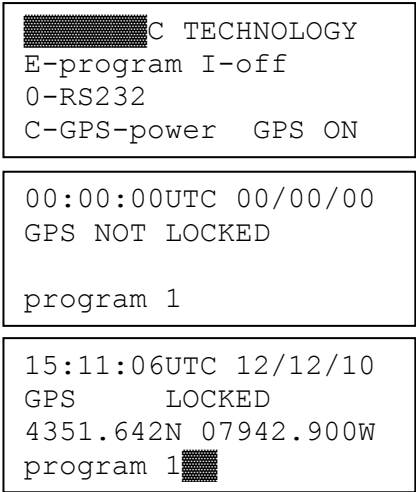 C TECHNOLOGY
E-program I-off
0-RS232
C-GPS-power GPS ON
00:00:00UTC 00/00/00
GPS NOT LOCKED
program 1
15:11:06UTC 12/12/10
GPS LOCKED
4351.642N 07942.900W
program 1